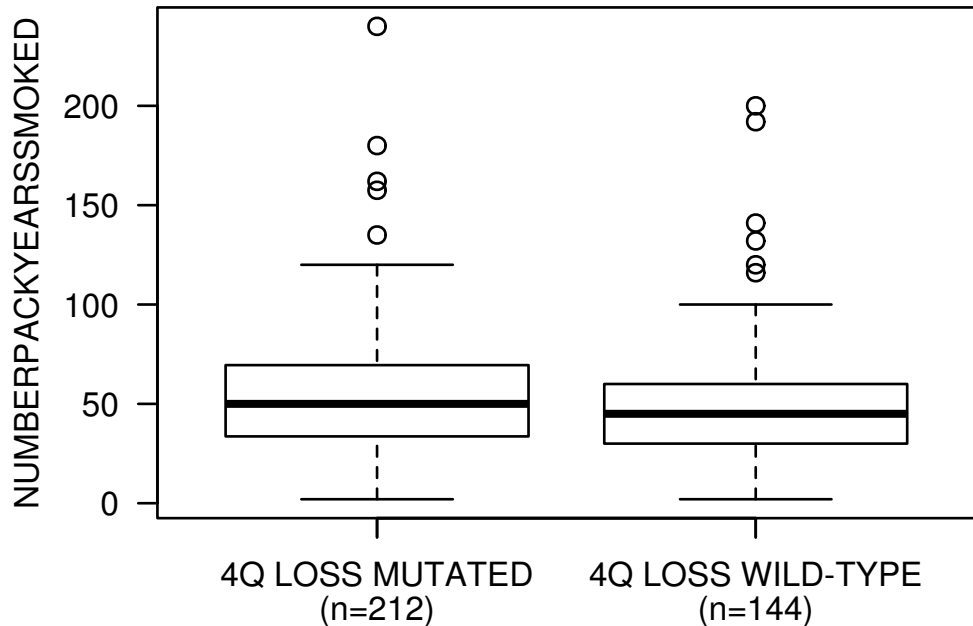 NUMBERPACKYEARSSMOKED
200
150
100
50
0
4Q LOSS MUTATED
(n=212)
4Q LOSS WILD-TYPE
(n=144)